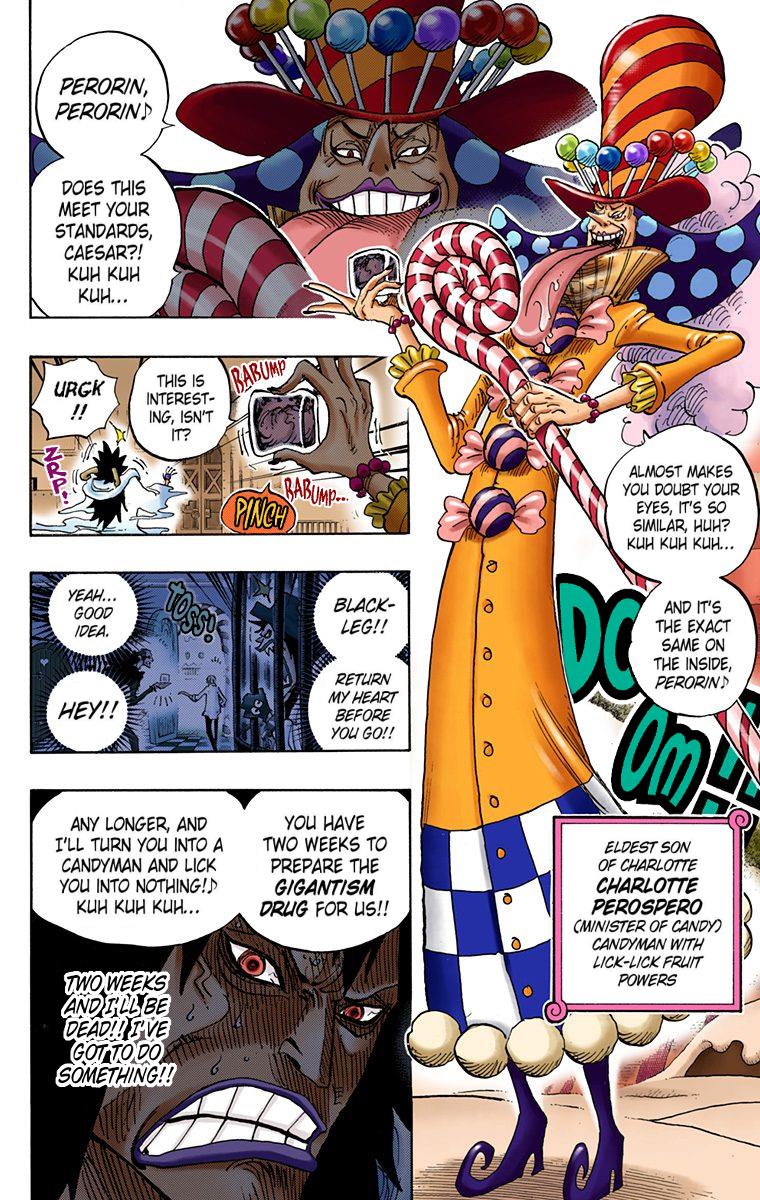 PERORIN,
PERORIN♪
DOES THIS
MEET YOUR
STANDARDS,
CAESAR?!
KUH KUH
KUH...
ALMOST MAKES
YOU DOUBT YOUR
EYES, IT'S SO
SIMILAR, HUH?
KUH KUH KUH...
AND IT'S
THE EXACT
SAME ON
THE INSIDE,
PERORIN♪
DO
OM!!
ELDEST SON
OF CHARLOTTE
CHARLOTTE
PEROSPERO
(MINISTER OF CANDY)
CANDYMAN WITH
LICK-LICK FRUIT
POWERS
BABUMP
THIS IS
INTEREST-
ING, ISN'T
IT?
BABUMP...
PINCH
URGK
!!
ZRP!
BLACK-
LEG!!
RETURN
MY HEART
BEFORE
YOU GO!!
TOSS!
YEAH...
GOOD
IDEA.
HEY!!
YOU HAVE
TWO WEEKS TO
PREPARE THE
GIGANTISM
DRUG FOR US!!
ANY LONGER, AND
I'LL TURN YOU INTO A
CANDYMAN AND LICK
YOU INTO NOTHING!♪
KUH KUH KUH...
TWO WEEKS
AND I'LL BE
DEAD!! I'VE
GOT TO DO
SOMETHING!!